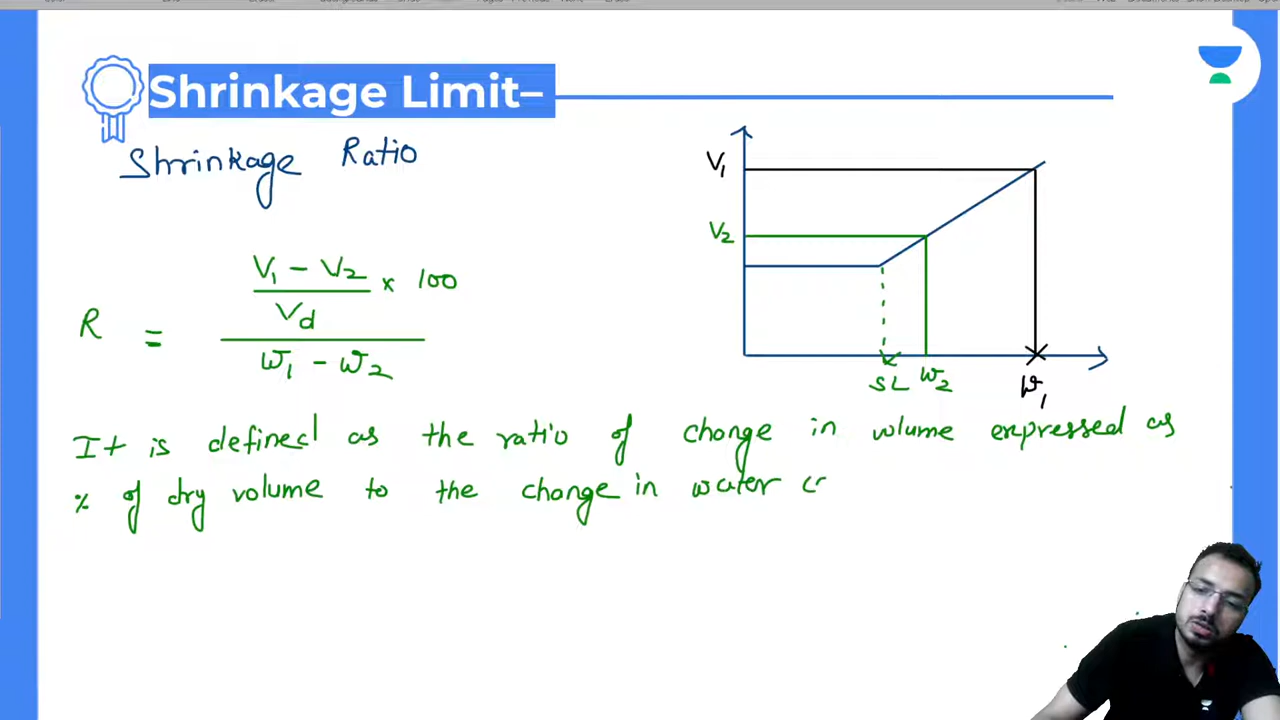 Shrinkage Limit–
Shrinkage Ratio
V1
V2
V1 – V2 × 100
Vd
R =
w1 – w2
SL w2
w1
It is defined as the ratio of change in volume expressed as
% of dry volume to the change in water